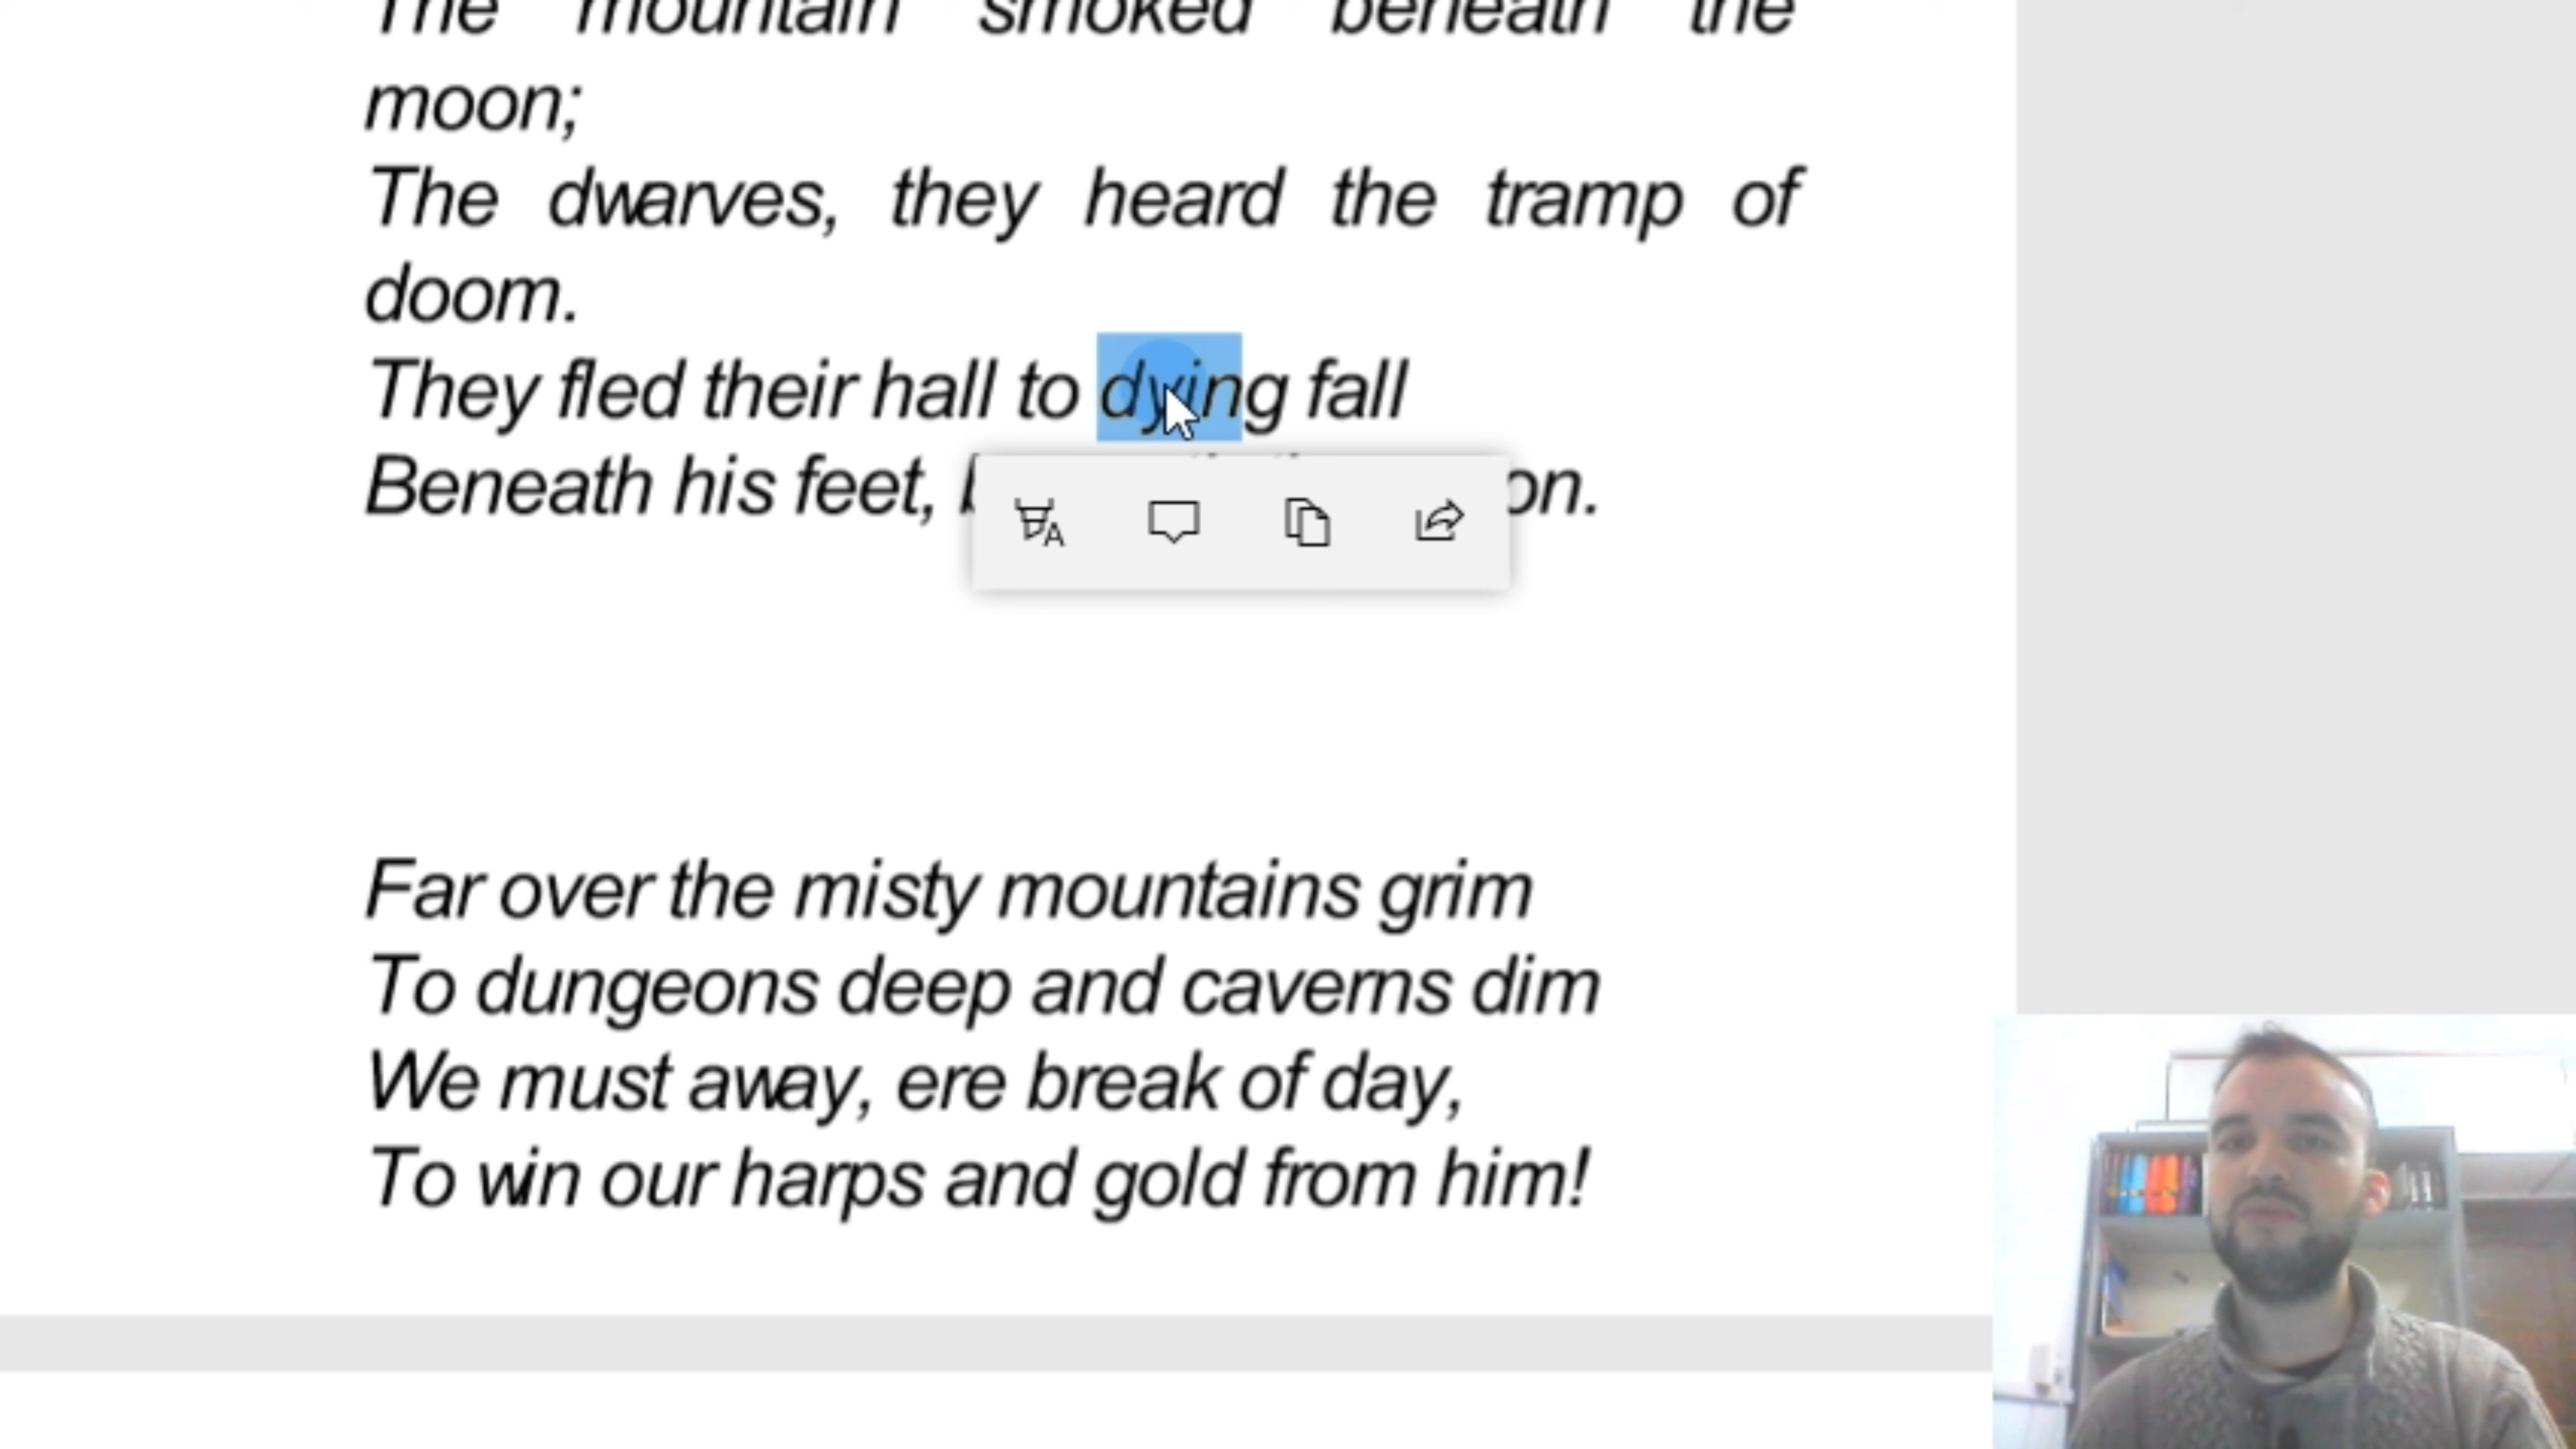 The mountain smoked beneath the
moon;
The dwarves, they heard the tramp of
doom.
They fled their hall to dying fall
Beneath his feet,
Far over the misty mountains grim
To dungeons deep and caverns dim
We must away, ere break of day,
To win our harps and gold from him!